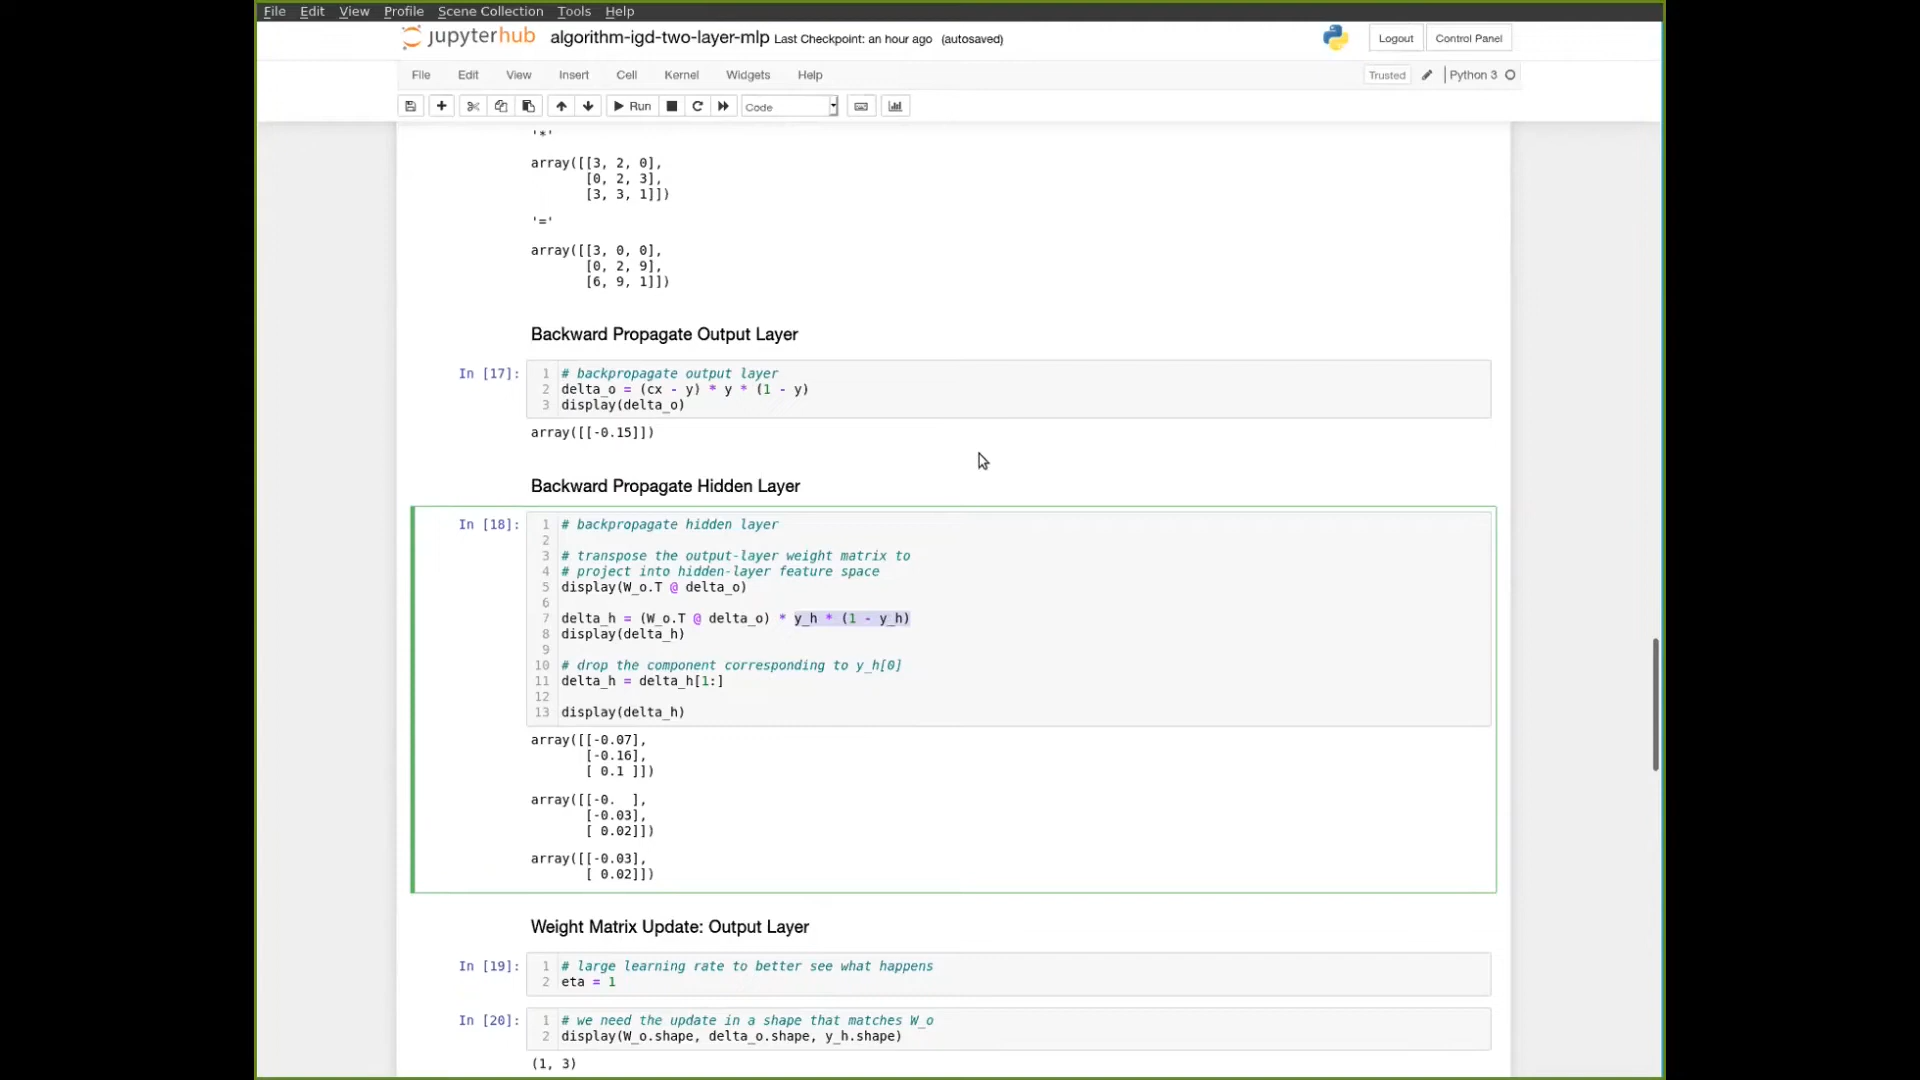 File Edit View Profile Scene Collection Tools Help
jupyterhub algorithm-igd-two-layer-mlp Last Checkpoint: an hour ago (autosaved) Logout Control Panel
File Edit View Insert Cell Kernel Widgets Help Trusted Python 3
Run Code
'*'
array([[3, 2, 0],
[0, 2, 3],
[3, 3, 1]])
'='
array([[3, 0, 0],
[0, 2, 9],
[6, 9, 1]])
Backward Propagate Output Layer
In [17]: 1 # backpropagate output layer
2 delta_o = (cx - y) * y * (1 - y)
3 display(delta_o)
array([[-0.15]])
Backward Propagate Hidden Layer
In [18]: 1 # backpropagate hidden layer
2
3 # transpose the output-layer weight matrix to
4 # project into hidden-layer feature space
5 display(W_o.T @ delta_o)
6
7 delta_h = (W_o.T @ delta_o) * y_h * (1 - y_h)
8 display(delta_h)
9
10 # drop the component corresponding to y_h[0]
11 delta_h = delta_h[1:]
12
13 display(delta_h)
array([[-0.07],
[-0.16],
[ 0.1 ]])
array([[-0.  ],
[-0.03],
[ 0.02]])
array([[-0.03],
[ 0.02]])
Weight Matrix Update: Output Layer
In [19]: 1 # large learning rate to better see what happens
2 eta = 1
In [20]: 1 # we need the update in a shape that matches W_o
2 display(W_o.shape, delta_o.shape, y_h.shape)
(1, 3)